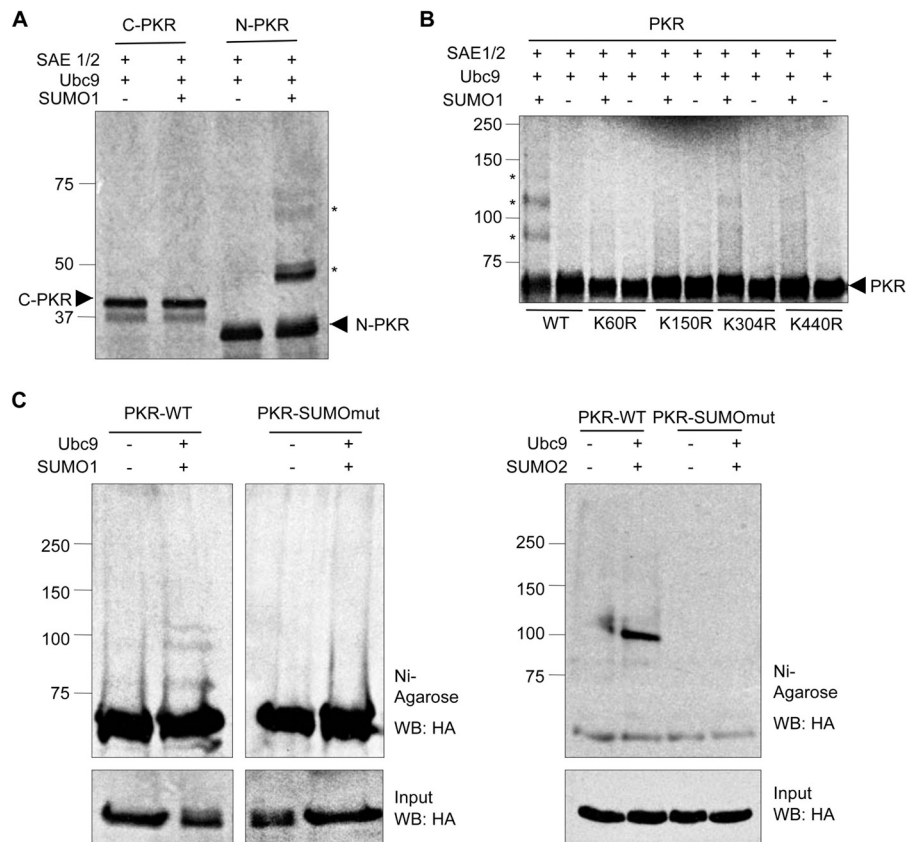 A
C-PKR N-PKR
SAE 1/2 + + + +
Ubc9 + + + +
SUMO1 - + - +
75
50
37
*
*
C-PKR
N-PKR
B
PKR
SAE1/2 + + + + + + + + + +
Ubc9 + + + + + + + + + +
SUMO1 + - + - + - + - + -
250
150
100
75
*
*
*
PKR
WT K60R K150R K304R K440R
C
PKR-WT PKR-SUMOmut
Ubc9 - + - +
SUMO1 - + - +
250
150
100
75
Ni-
Agarose
WB: HA
Input
WB: HA
PKR-WT PKR-SUMOmut
Ubc9 - + - +
SUMO2 - + - +
250
150
100
75
Ni-
Agarose
WB: HA
Input
WB: HA